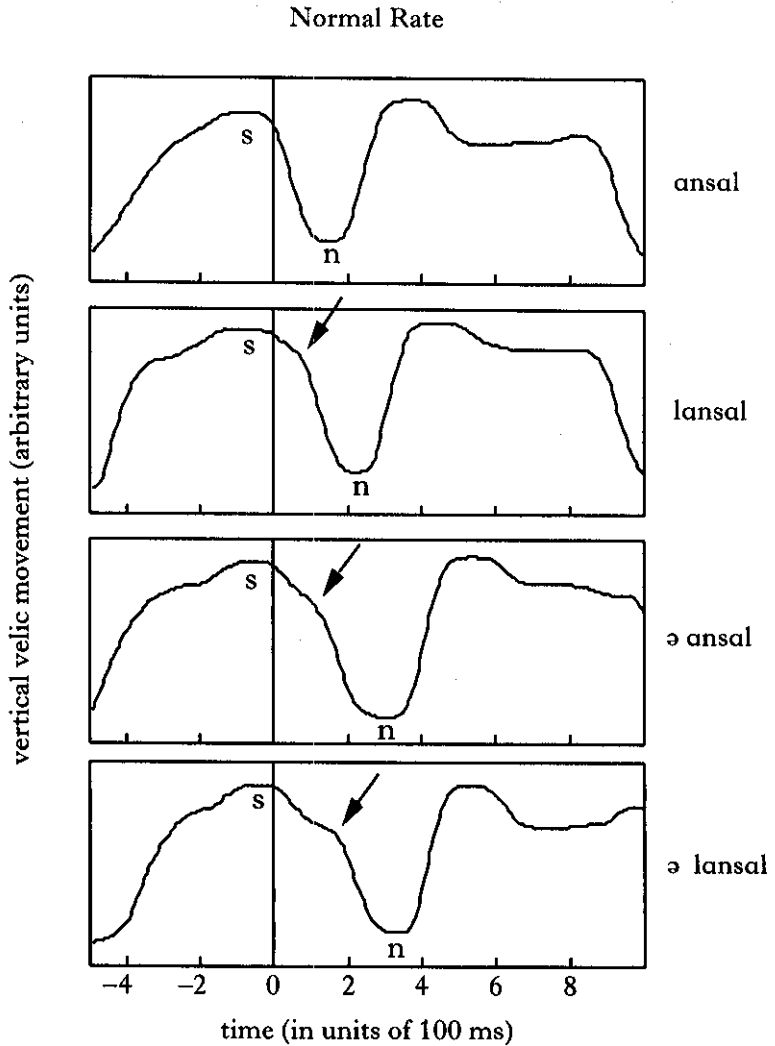 Normal Rate
vertical velic movement (arbitrary units)
s
n
ansal
s
n
lansal
s
n
ə ansal
s
n
ə lansal
−4 −2 0 2 4 6 8
time (in units of 100 ms)